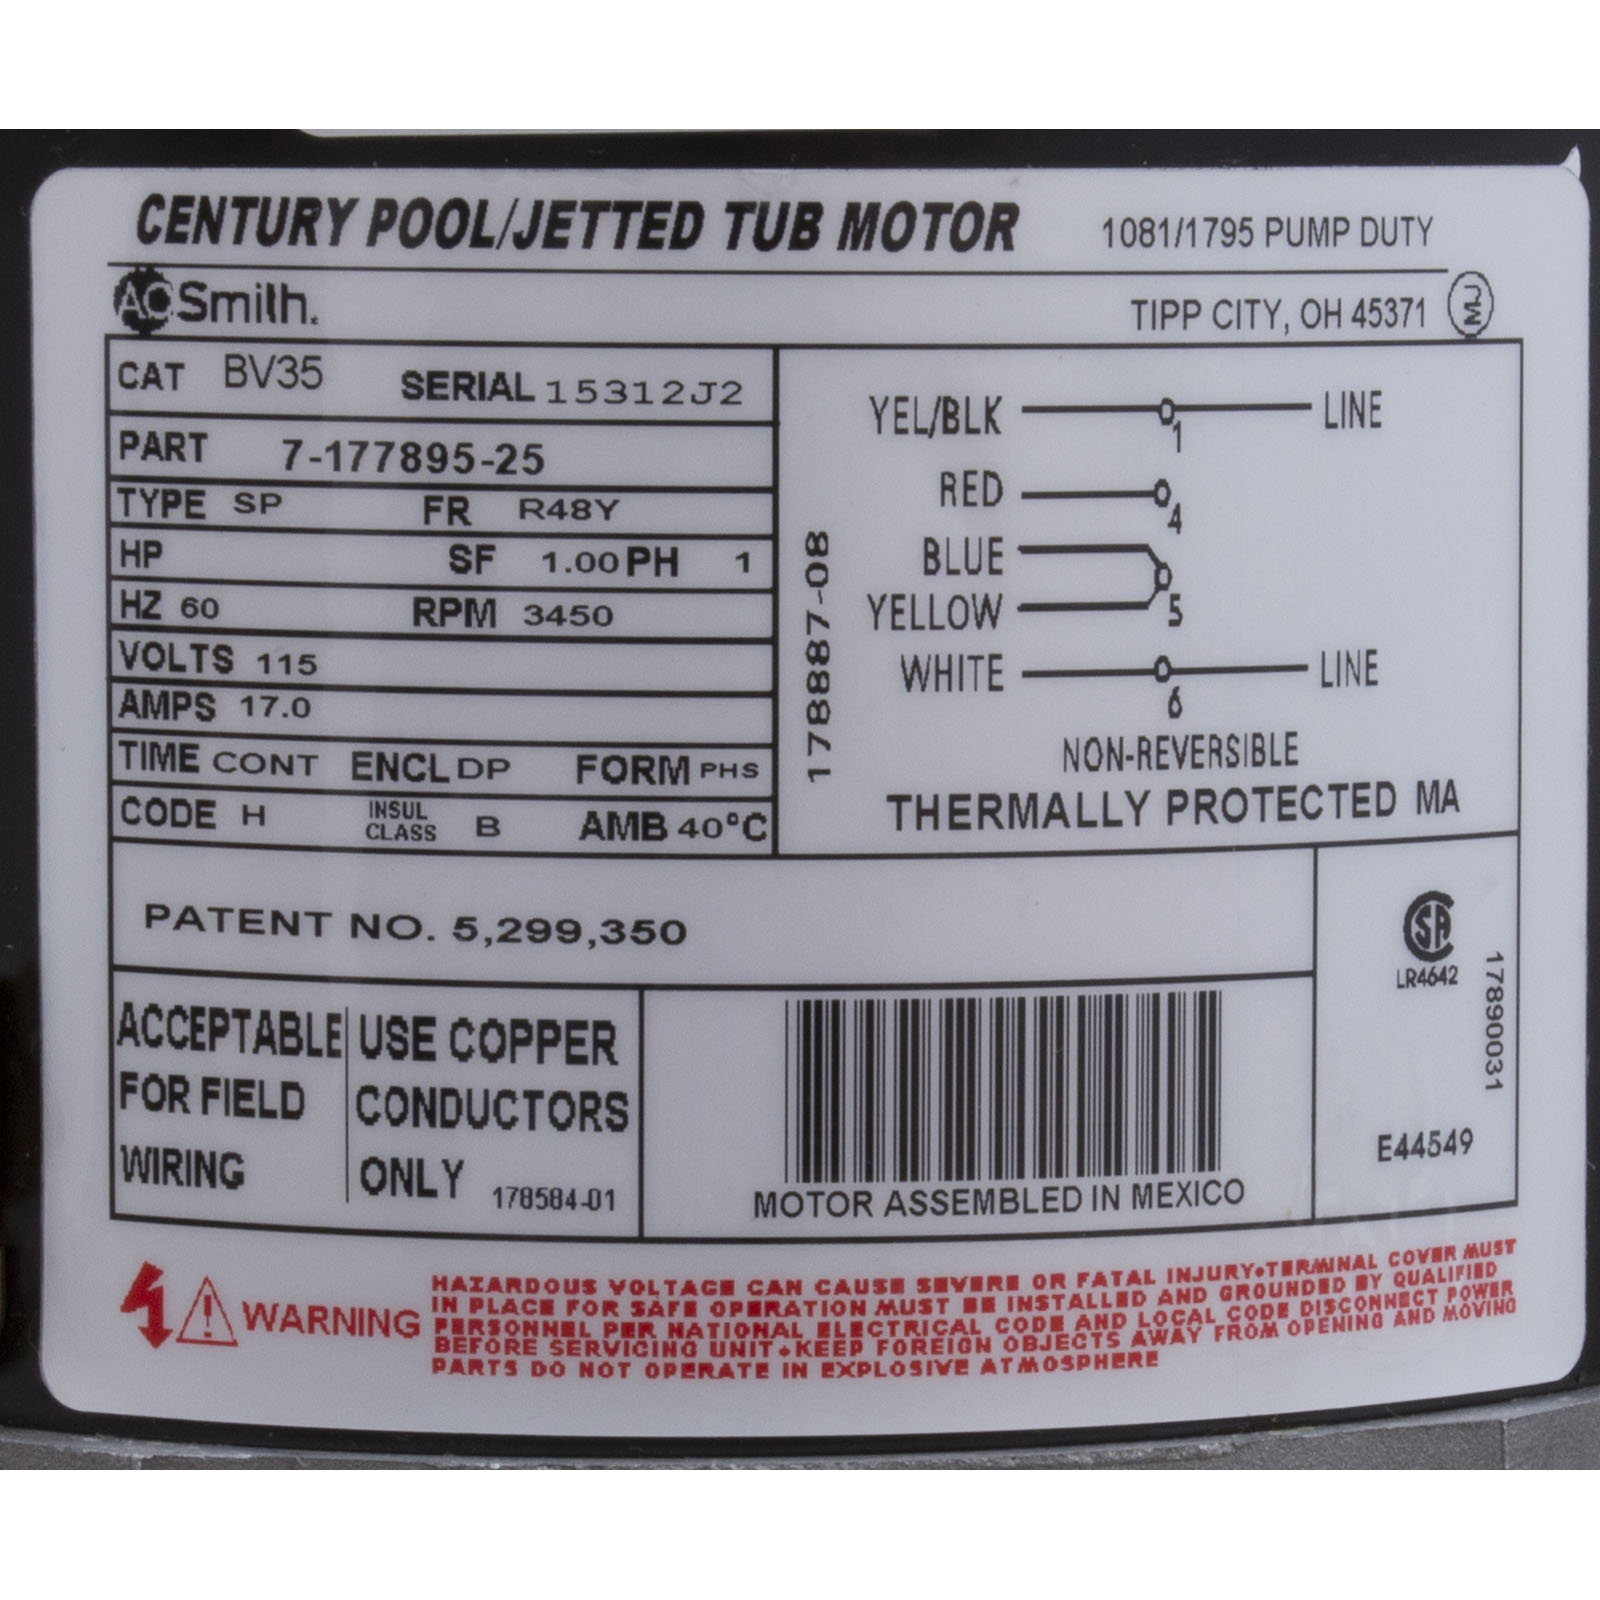 CENTURY POOL/JETTED TUB MOTOR 1081/1795 PUMP DUTY
AO Smith. TIPP CITY, OH 45371 MJ
CAT BV35 SERIAL 15312J2
PART 7-177895-25
TYPE SP FR R48Y
HP SF 1.00 PH 1
HZ 60 RPM 3450
VOLTS 115
AMPS 17.0
TIME CONT ENCL DP FORM PHS
CODE H INSUL CLASS B AMB 40°C
178887-08
YEL/BLK 1 LINE
RED 4
BLUE
YELLOW 5
WHITE 6 LINE
NON-REVERSIBLE
THERMALLY PROTECTED MA
PATENT NO. 5,299,350
ACCEPTABLE
FOR FIELD
WIRING
USE COPPER
CONDUCTORS
ONLY 178584-01
MOTOR ASSEMBLED IN MEXICO
SA
LR4642
17890031
E44549
WARNING
HAZARDOUS VOLTAGE CAN CAUSE SEVERE OR FATAL INJURY•TERMINAL COVER MUST
IN PLACE FOR SAFE OPERATION MUST BE INSTALLED AND GROUNDED BY QUALIFIED
PERSONNEL PER NATIONAL ELECTRICAL CODE AND LOCAL CODE DISCONNECT POWER
BEFORE SERVICING UNIT•KEEP FOREIGN OBJECTS AWAY FROM OPENING AND MOVING
PARTS DO NOT OPERATE IN EXPLOSIVE ATMOSPHERE